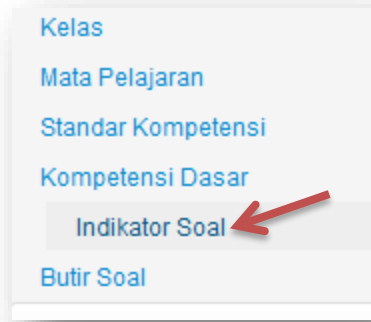 Kelas
Mata Pelajaran
Standar Kompetensi
Kompetensi Dasar
Indikator Soal
Butir Soal